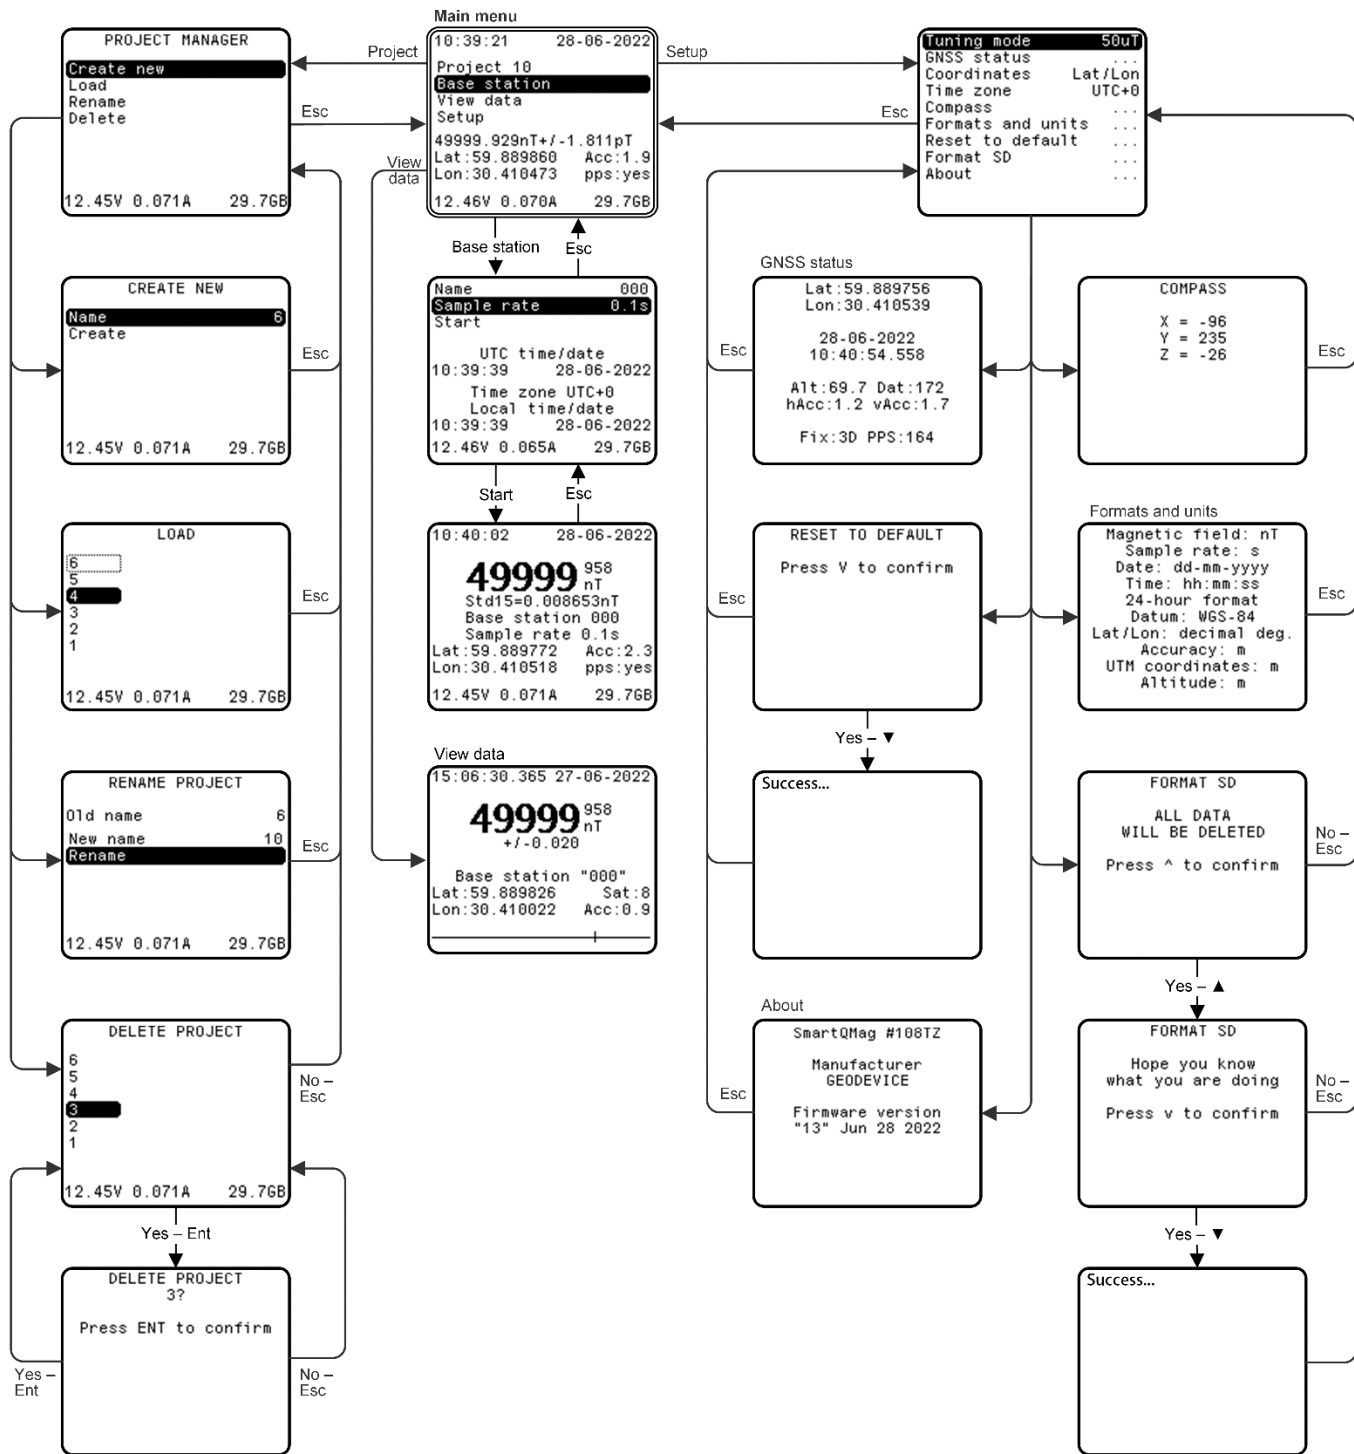 Main menu
PROJECT MANAGER
Create new
Load
Rename
Delete
12.45V 0.071A 29.7GB
Project
Esc
10:39:21 28-06-2022
Project 10
Base station
View data
Setup
49999.929nT+/-1.811pT
Lat:59.889860 Acc:1.9
Lon:30.410473 pps:yes
12.46V 0.070A 29.7GB
Setup
Esc
Tuning mode 50uT
GNSS status ...
Coordinates Lat/Lon
Time zone UTC+0
Compass ...
Formats and units ...
Reset to default ...
Format SD ...
About ...
View
data
Base station
Esc
CREATE NEW
Name 6
Create
12.45V 0.071A 29.7GB
Esc
Name 000
Sample rate 0.1s
Start
UTC time/date
10:39:39 28-06-2022
Time zone UTC+0
Local time/date
10:39:39 28-06-2022
12.46V 0.065A 29.7GB
GNSS status
Lat:59.889756
Lon:30.410539
28-06-2022
10:40:54.558
Alt:69.7 Dat:172
hAcc:1.2 vAcc:1.7
Fix:3D PPS:164
Esc
COMPASS
X = -96
Y = 235
Z = -26
Esc
Start
Esc
LOAD
6
5
4
3
2
1
12.45V 0.071A 29.7GB
Esc
10:40:02 28-06-2022
49999 958
nT
Std15=0.008653nT
Base station 000
Sample rate 0.1s
Lat:59.889772 Acc:2.3
Lon:30.410518 pps:yes
12.45V 0.071A 29.7GB
RESET TO DEFAULT
Press V to confirm
Esc
Formats and units
Magnetic field: nT
Sample rate: s
Date: dd-mm-yyyy
Time: hh:mm:ss
24-hour format
Datum: WGS-84
Lat/Lon: decimal deg.
Accuracy: m
UTM coordinates: m
Altitude: m
Esc
Yes – ▼
RENAME PROJECT
Old name 6
New name 10
Rename
12.45V 0.071A 29.7GB
Esc
View data
15:06:30.365 27-06-2022
49999 958
nT
+/-0.020
Base station "000"
Lat:59.889826 Sat:8
Lon:30.410022 Acc:0.9
Success...
FORMAT SD
ALL DATA
WILL BE DELETED
Press ^ to confirm
No –
Esc
Yes – ▲
DELETE PROJECT
6
5
4
3
2
1
12.45V 0.071A 29.7GB
No –
Esc
About
SmartQMag #108TZ
Manufacturer
GEODEVICE
Firmware version
"13" Jun 28 2022
Esc
FORMAT SD
Hope you know
what you are doing
Press v to confirm
No –
Esc
Yes – Ent
Yes – ▼
DELETE PROJECT
3?
Press ENT to confirm
Yes –
Ent
No –
Esc
Success...